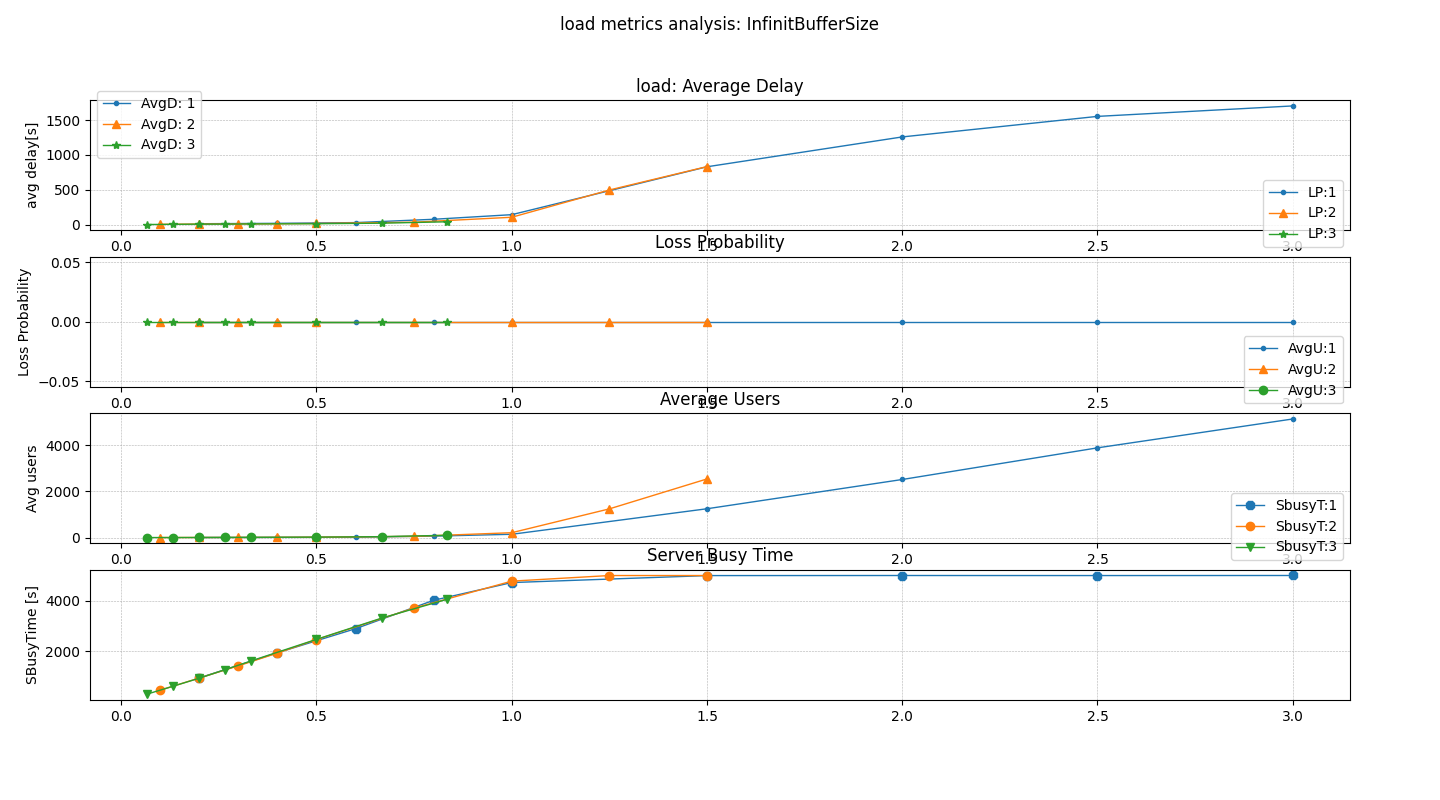 load metrics analysis: InfinitBufferSize
load: Average Delay
AvgD: 1
AvgD: 2
AvgD: 3
avg delay[s]
1500
1000
500
0
LP:1
LP:2
LP:3
0.0 0.5 1.0 1.5 2.0 2.5 3.0
Loss Probability
Loss Probability
0.05
0.00
−0.05
AvgU:1
AvgU:2
AvgU:3
0.0 0.5 1.0 1.5 2.0 2.5 3.0
Average Users
Avg users
4000
2000
0
SbusyT:1
SbusyT:2
SbusyT:3
0.0 0.5 1.0 1.5 2.0 2.5 3.0
Server Busy Time
SBusyTime [s]
4000
2000
0.0 0.5 1.0 1.5 2.0 2.5 3.0